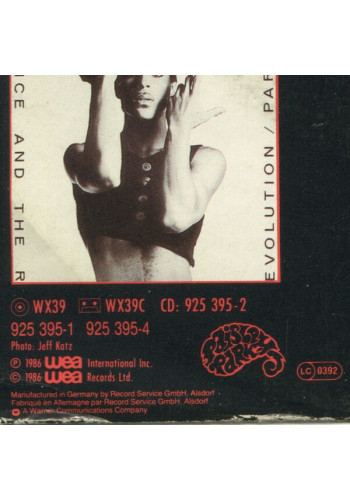 ICE AND THE R
EVOLUTION / PAR
WX39 WX39C CD: 925 395-2
925 395-1 925 395-4
Photo: Jeff Katz
℗ 1986 wea International Inc.
© 1986 wea Records Ltd.
PAISLEY
PARK
LC 0392
Manufactured in Germany by Record Service GmbH, Alsdorf
Fabriqué en Allemagne par Record Service GmbH, Alsdorf
A Warner Communications Company